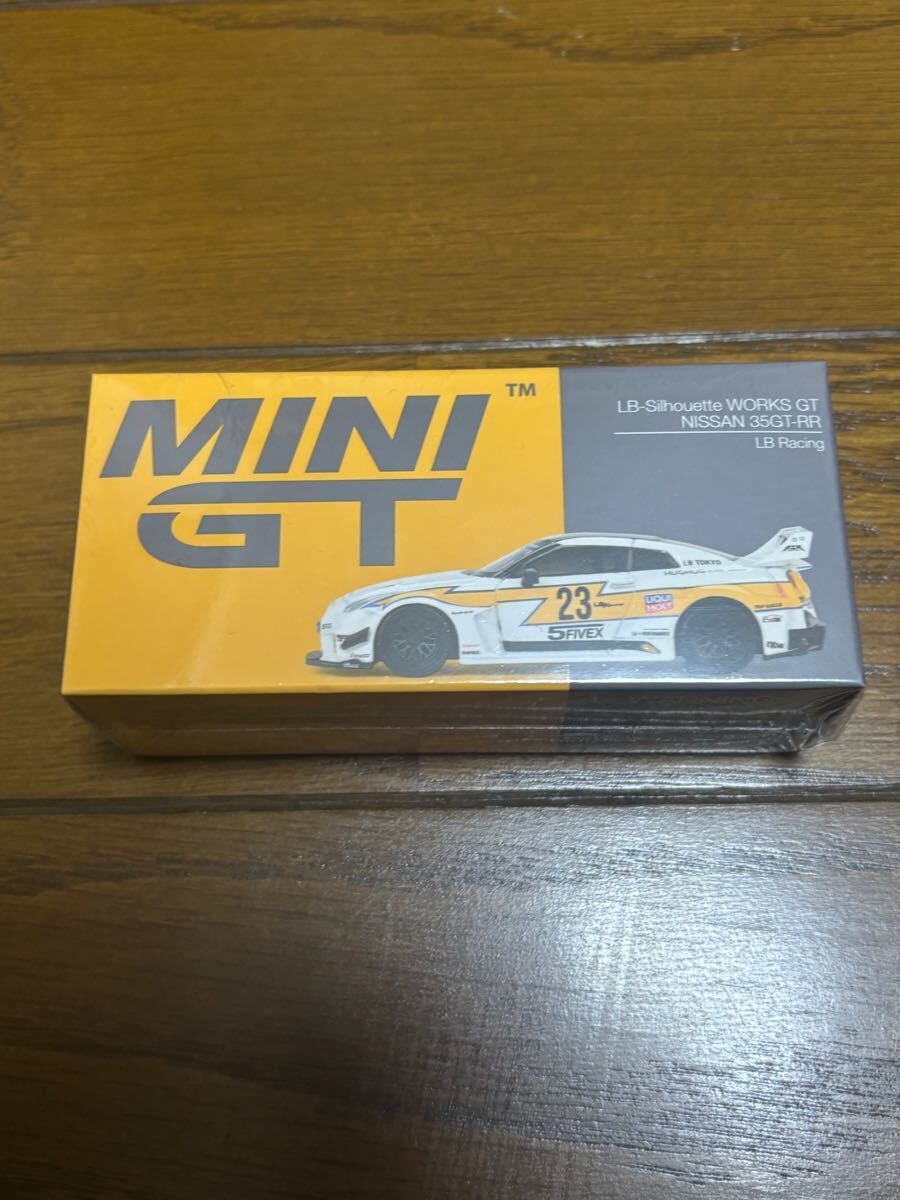 MINI
GT
TM
LB-Silhouette WORKS GT
NISSAN 35GT-RR
LB Racing
LB TOKYO
23
LIQUI
MOLY
5FIVEX